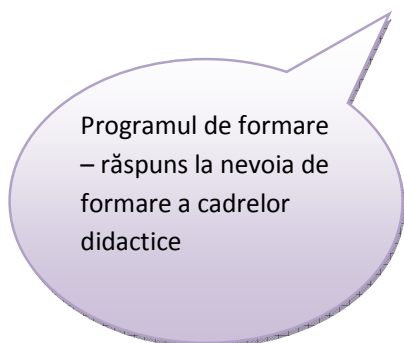 Programul de formare
– răspuns la nevoia de
formare a cadrelor
didactice